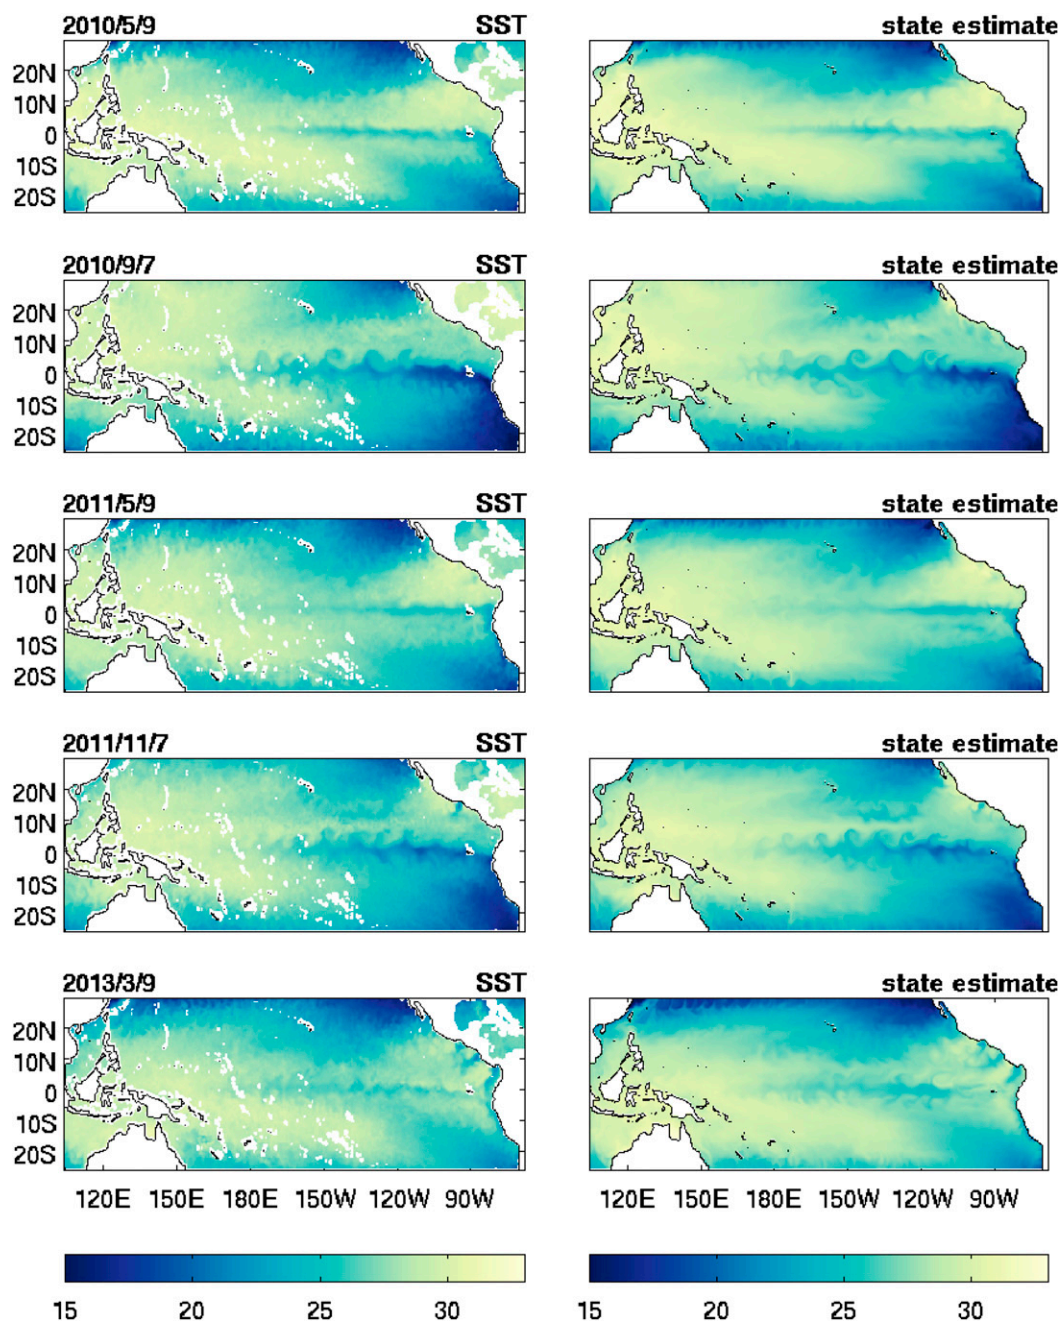 2010/5/9 SST state estimate
20N
10N
0
10S
20S
2010/9/7 SST state estimate
20N
10N
0
10S
20S
2011/5/9 SST state estimate
20N
10N
0
10S
20S
2011/11/7 SST state estimate
20N
10N
0
10S
20S
2013/3/9 SST state estimate
20N
10N
0
10S
20S
120E 150E 180E 150W 120W 90W 120E 150E 180E 150W 120W 90W
15 20 25 30 15 20 25 30